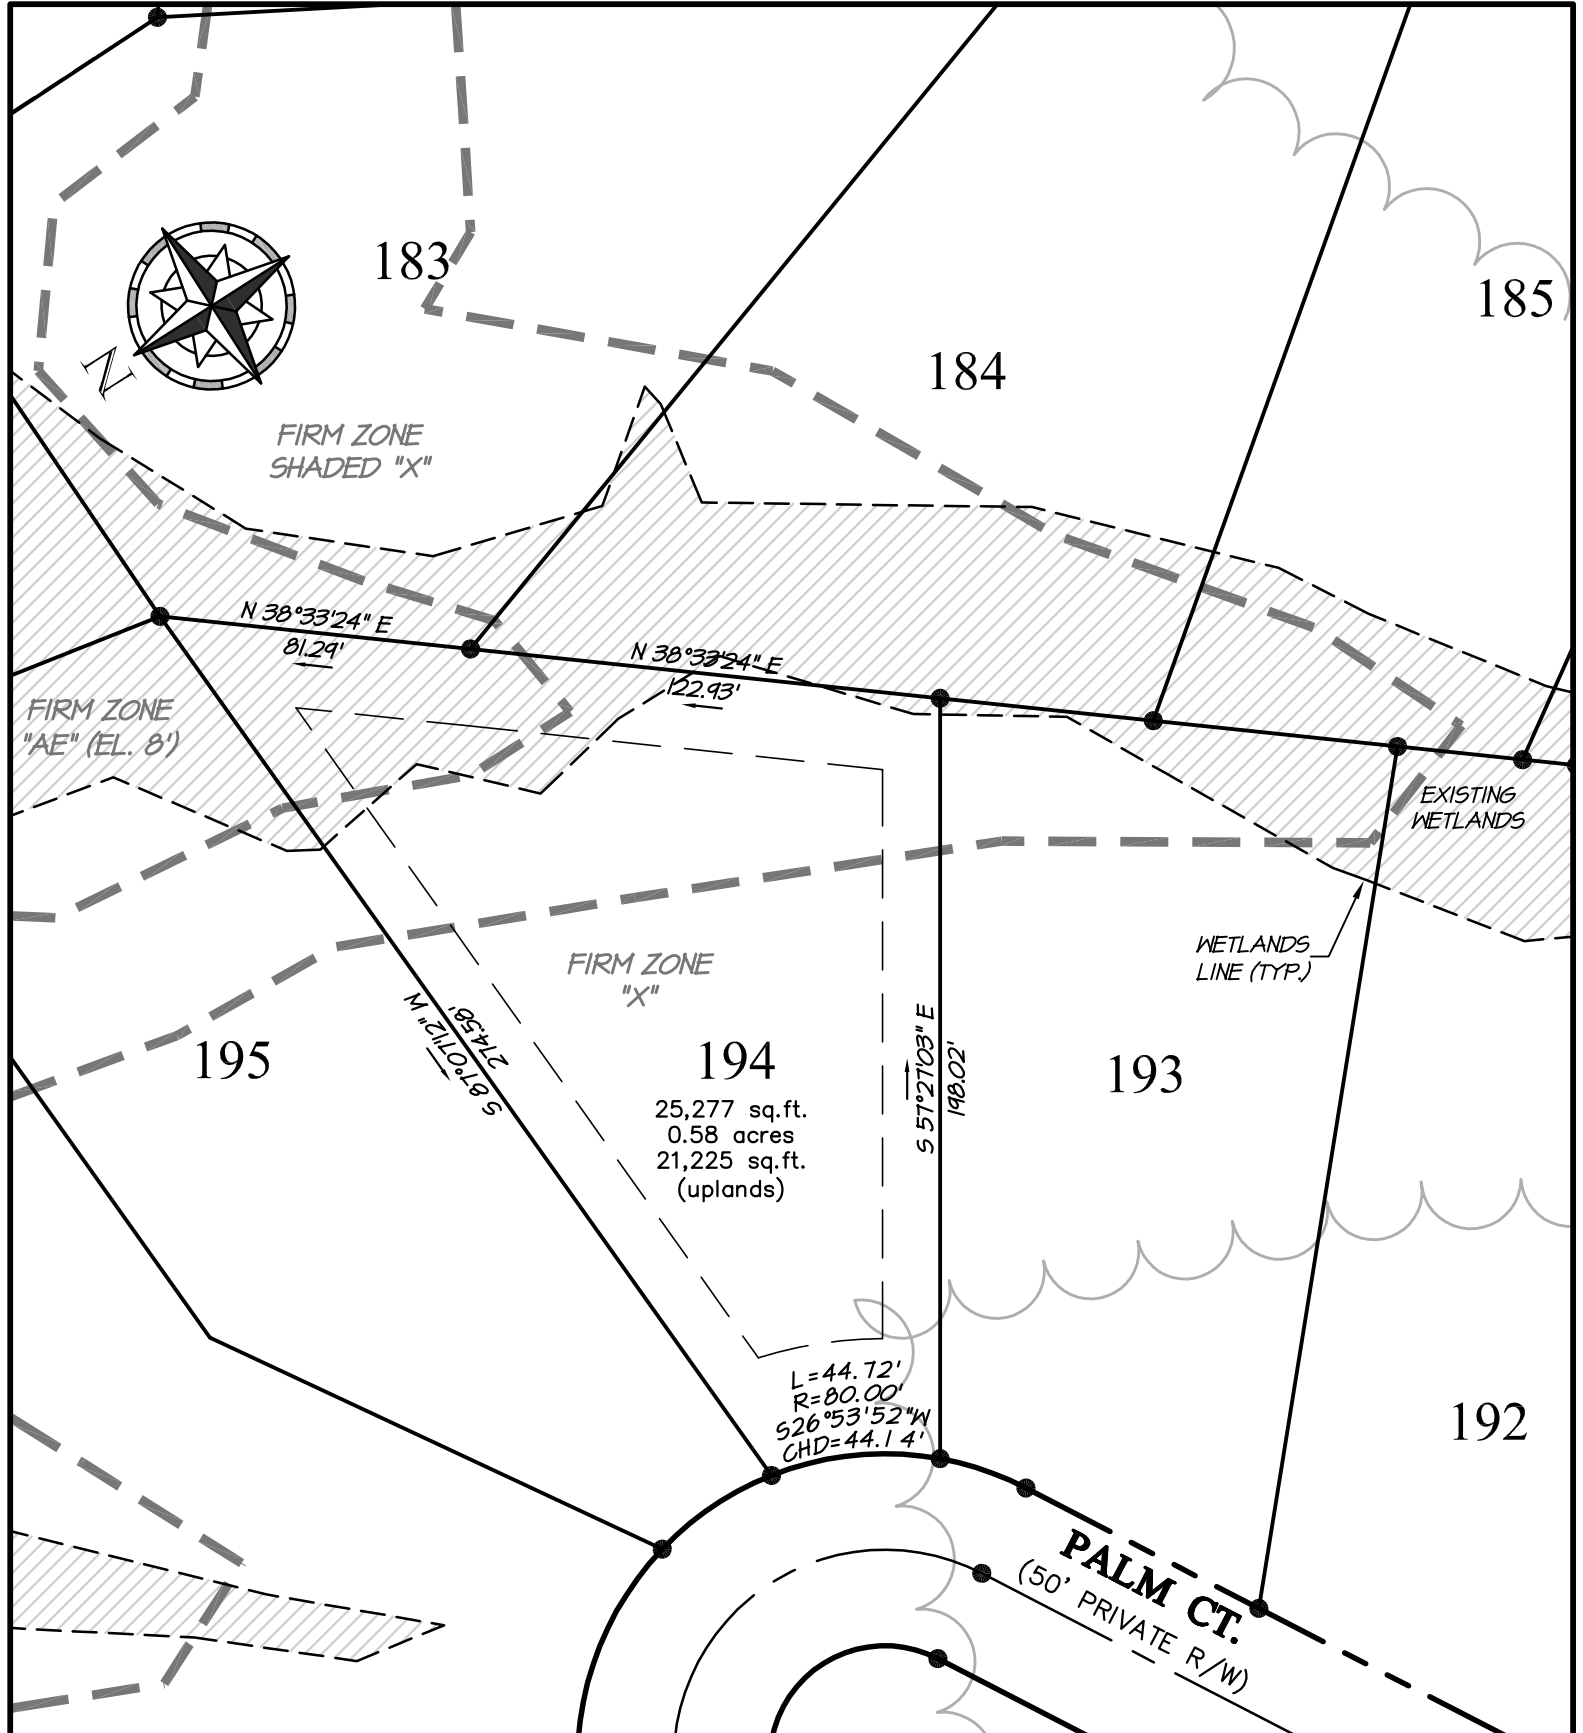 183
184
185
N
FIRM ZONE
SHADED "X"
N 38°33'24" E
81.29'
N 38°33'24" E
122.93'
FIRM ZONE
"AE" (EL. 8')
EXISTING
WETLANDS
WETLANDS
LINE (TYP.)
FIRM ZONE
"X"
S 87°07'12" W
274.58'
S 57°27'03" E
198.02'
195
194
25,277 sq.ft.
0.58 acres
21,225 sq.ft.
(uplands)
193
192
L=44.72'
R=80.00'
S26°53'52"W
CHD=44.14'
PALM CT.
(50' PRIVATE R/W)